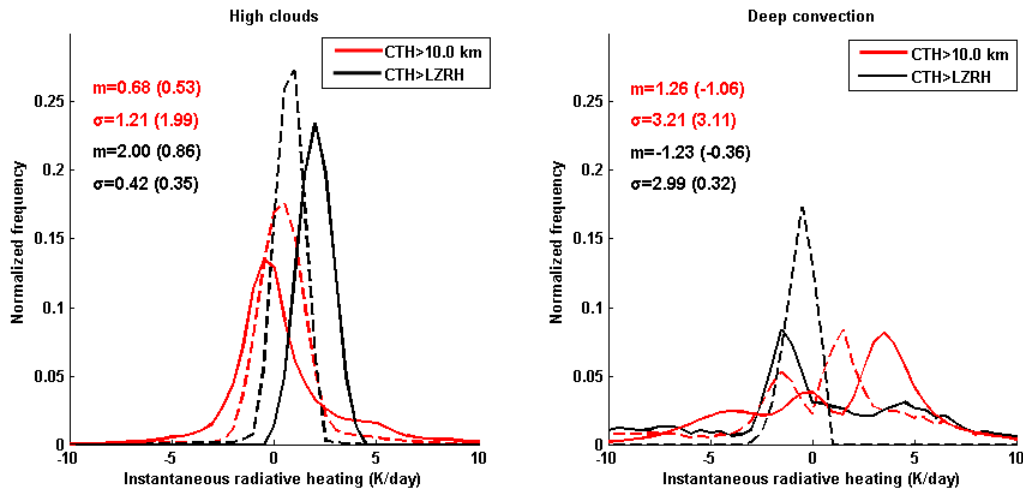 High clouds
CTH>10.0 km
CTH>LZRH
m=0.68 (0.53)
σ=1.21 (1.99)
m=2.00 (0.86)
σ=0.42 (0.35)
Normalized frequency
0.25
0.2
0.15
0.1
0.05
0
-10
-5
0
5
10
Instantaneous radiative heating (K/day)
Deep convection
CTH>10.0 km
CTH>LZRH
m=1.26 (-1.06)
σ=3.21 (3.11)
m=-1.23 (-0.36)
σ=2.99 (0.32)
Normalized frequency
0.25
0.2
0.15
0.1
0.05
0
-10
-5
0
5
10
Instantaneous radiative heating (K/day)